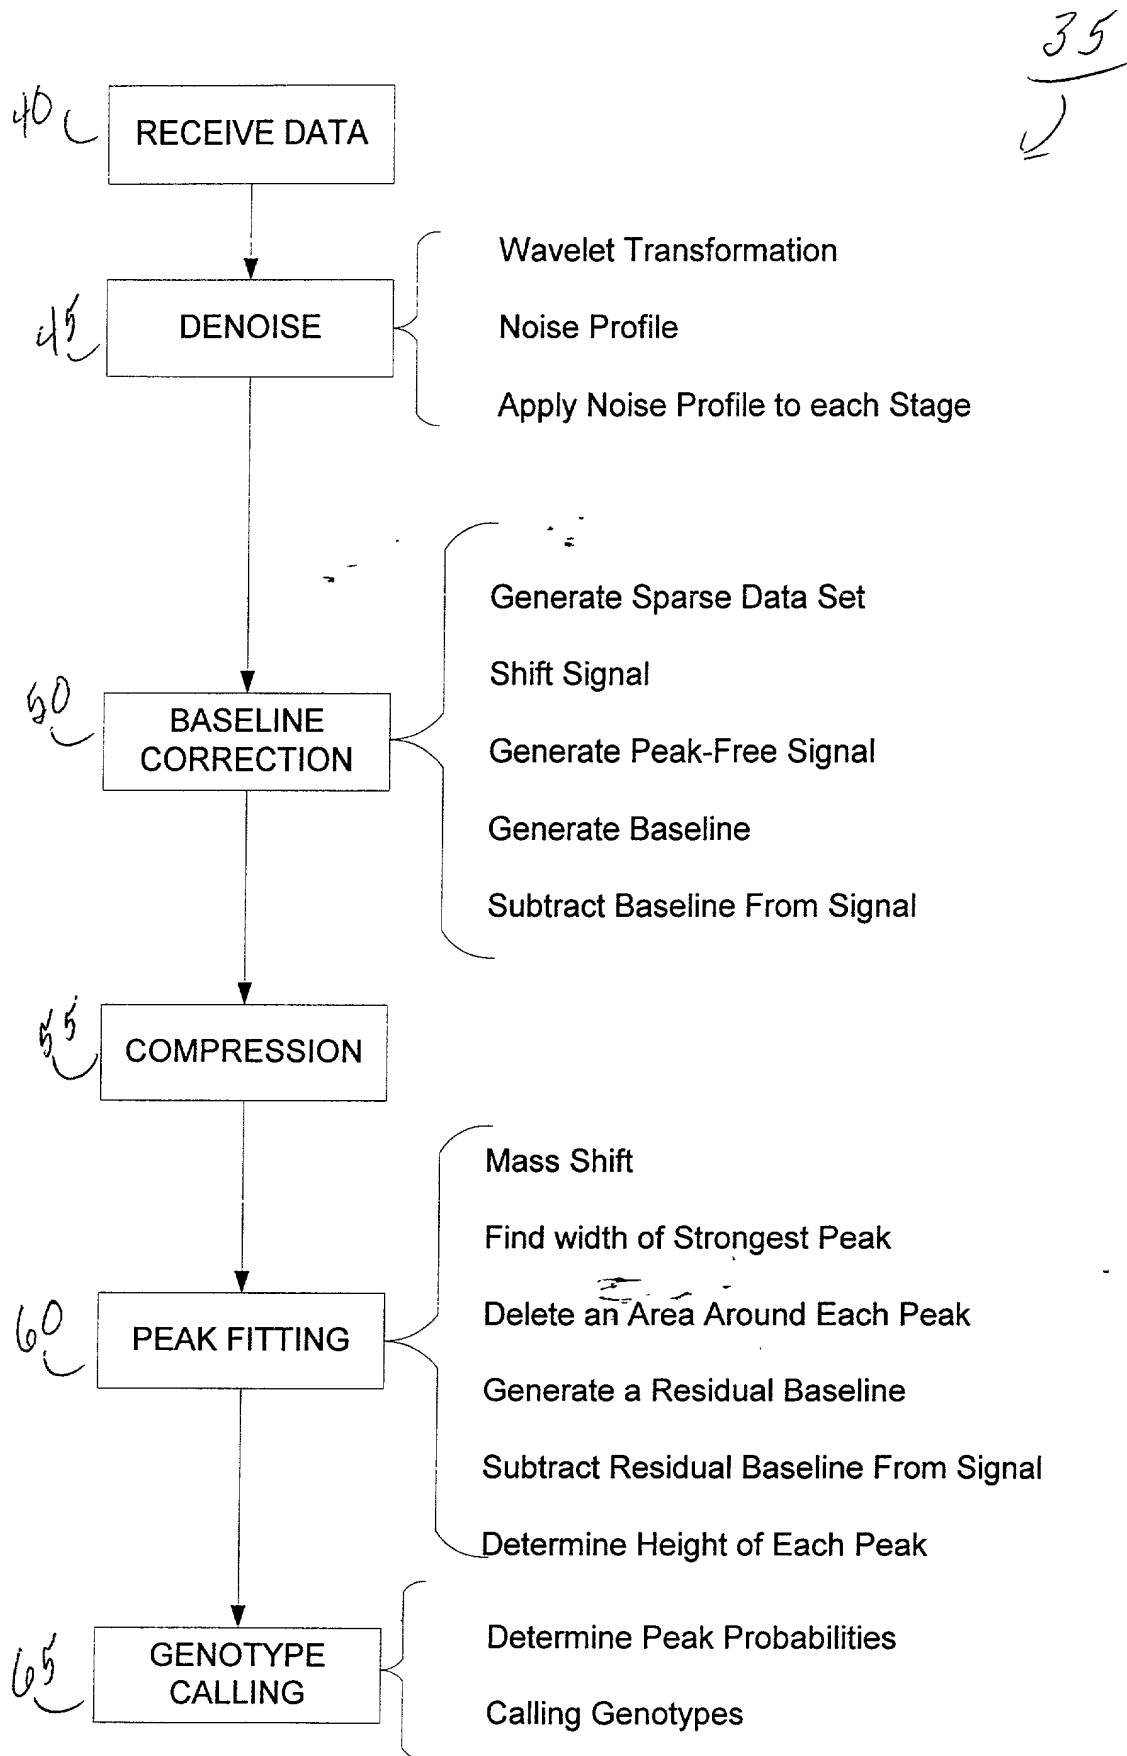 35
40
RECEIVE DATA
Wavelet Transformation
45
DENOISE
Noise Profile
Apply Noise Profile to each Stage
Generate Sparse Data Set
Shift Signal
50
BASELINE
CORRECTION
Generate Peak-Free Signal
Generate Baseline
Subtract Baseline From Signal
55
COMPRESSION
Mass Shift
Find width of Strongest Peak
Delete an Area Around Each Peak
60
PEAK FITTING
Generate a Residual Baseline
Subtract Residual Baseline From Signal
Determine Height of Each Peak
65
GENOTYPE
CALLING
Determine Peak Probabilities
Calling Genotypes